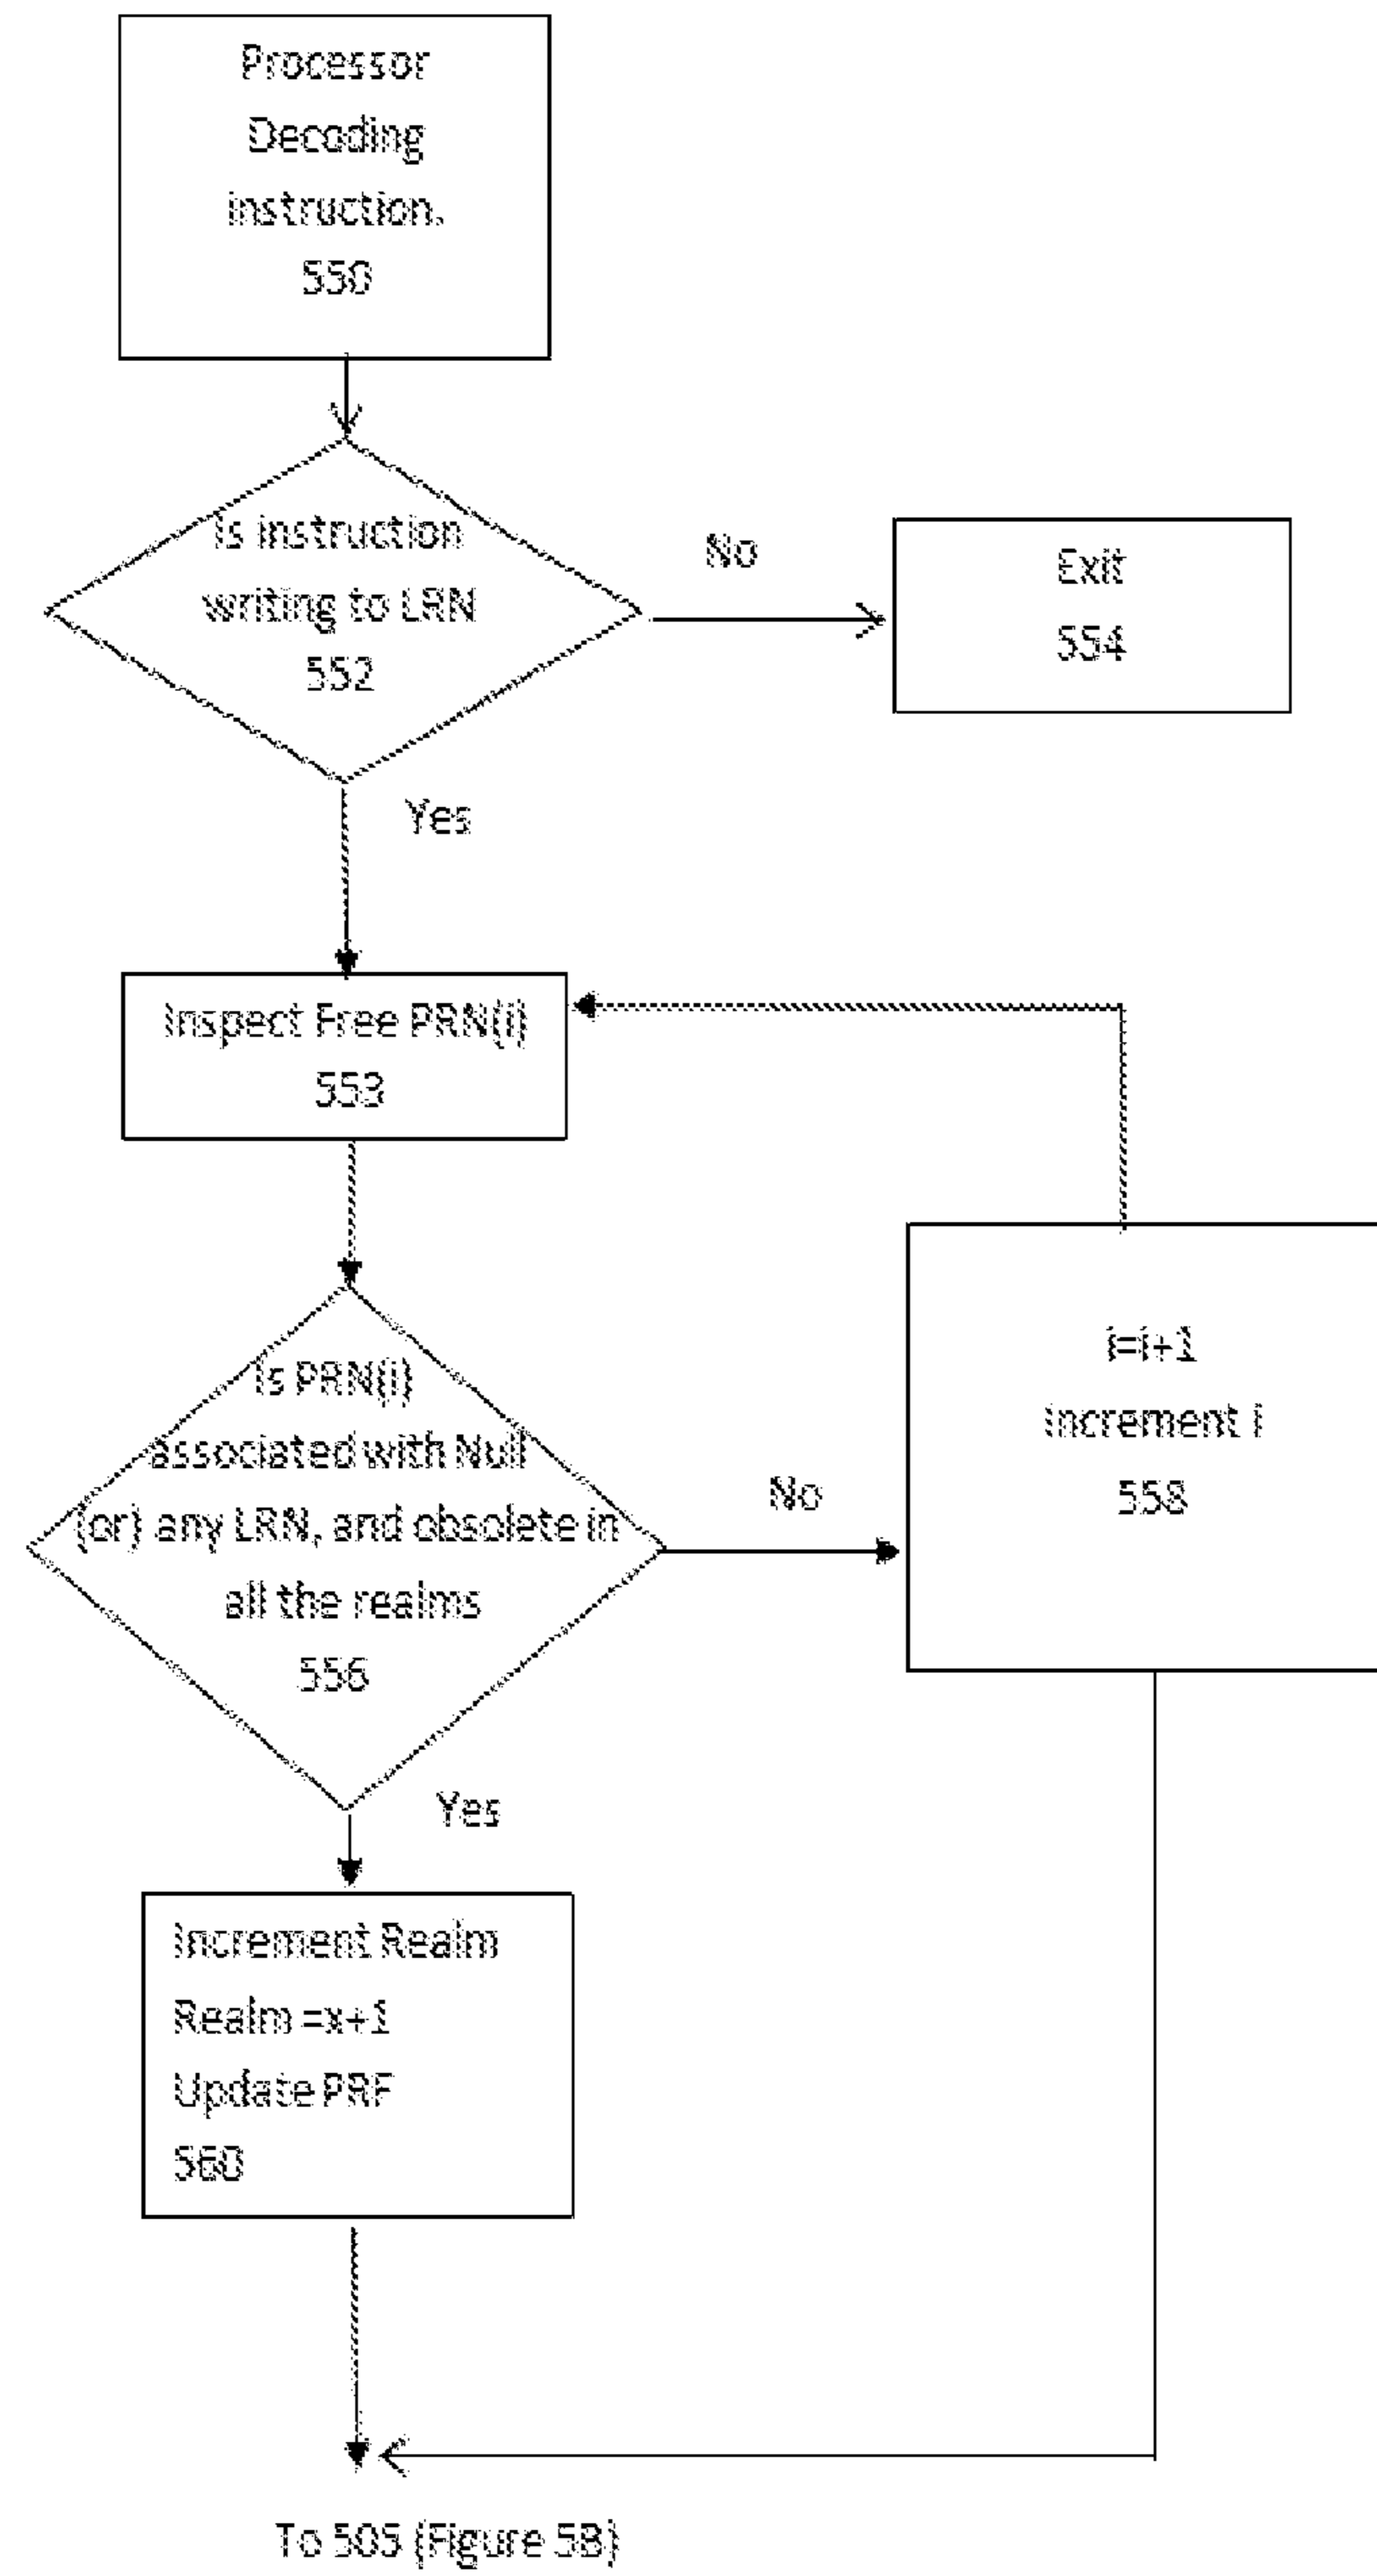 Processor
Decoding
instruction.
550
Is instruction
writing to LRN
552
No
Exit
554
Yes
Inspect Free PRN(i)
553
Is PRN(i)
associated with Null
(or) any LRN, and obsolete in
all the realms
556
No
i=i+1
Increment i
558
Yes
Increment Realm
Realm =x+1
Update PRF
560
To 505 (Figure 5B)